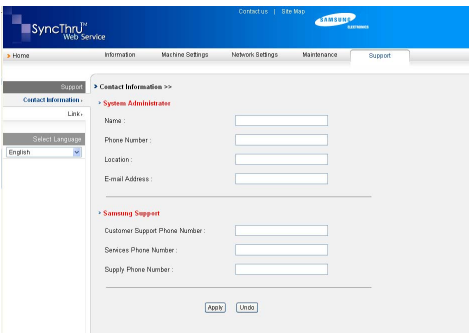 Contact us | Site Map
SAMSUNG
ELECTRONICS
SyncThru™
Web Service
Home
Information Machine Settings Network Settings Maintenance Support
Support
Contact Information
Link
Select Language
English
Contact Information >>
System Administrator
Name :
Phone Number :
Location :
E-mail Address :
Samsung Support
Customer Support Phone Number :
Services Phone Number :
Supply Phone Number :
Apply Undo